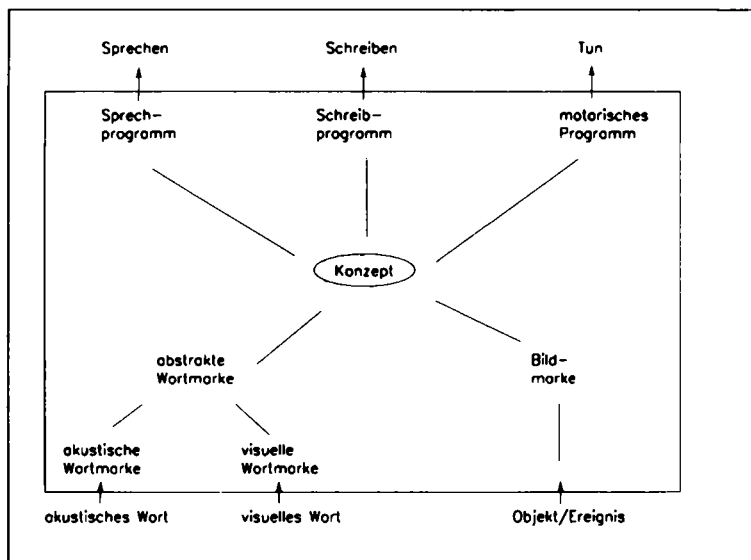 Sprechen Schreiben Tun
Sprech-
programm
Schreib-
programm
motorisches
Programm
Konzept
abstrakte
Wortmarke
Bild-
marke
akustische
Wortmarke
visuelle
Wortmarke
akustisches Wort visuelles Wort Objekt/Ereignis